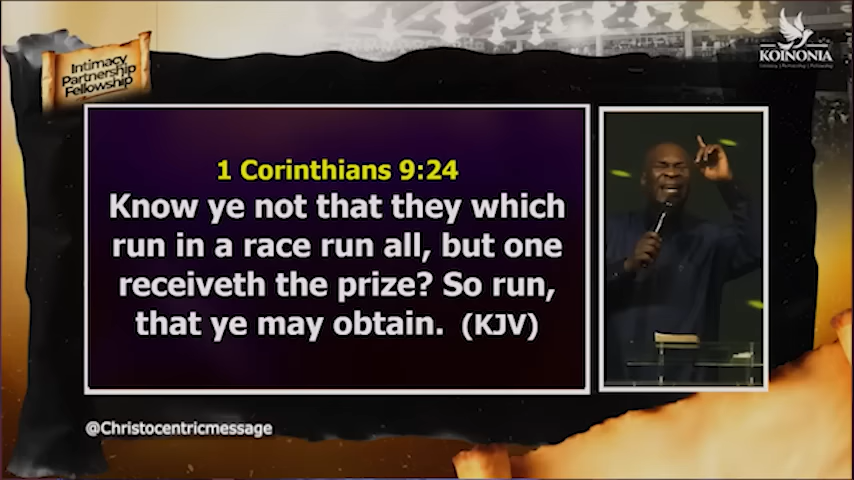 Intimacy
Partnership
Fellowship
KOINONIA
1 Corinthians 9:24
Know ye not that they which
run in a race run all, but one
receiveth the prize? So run,
that ye may obtain. (KJV)
@Christocentricmessage